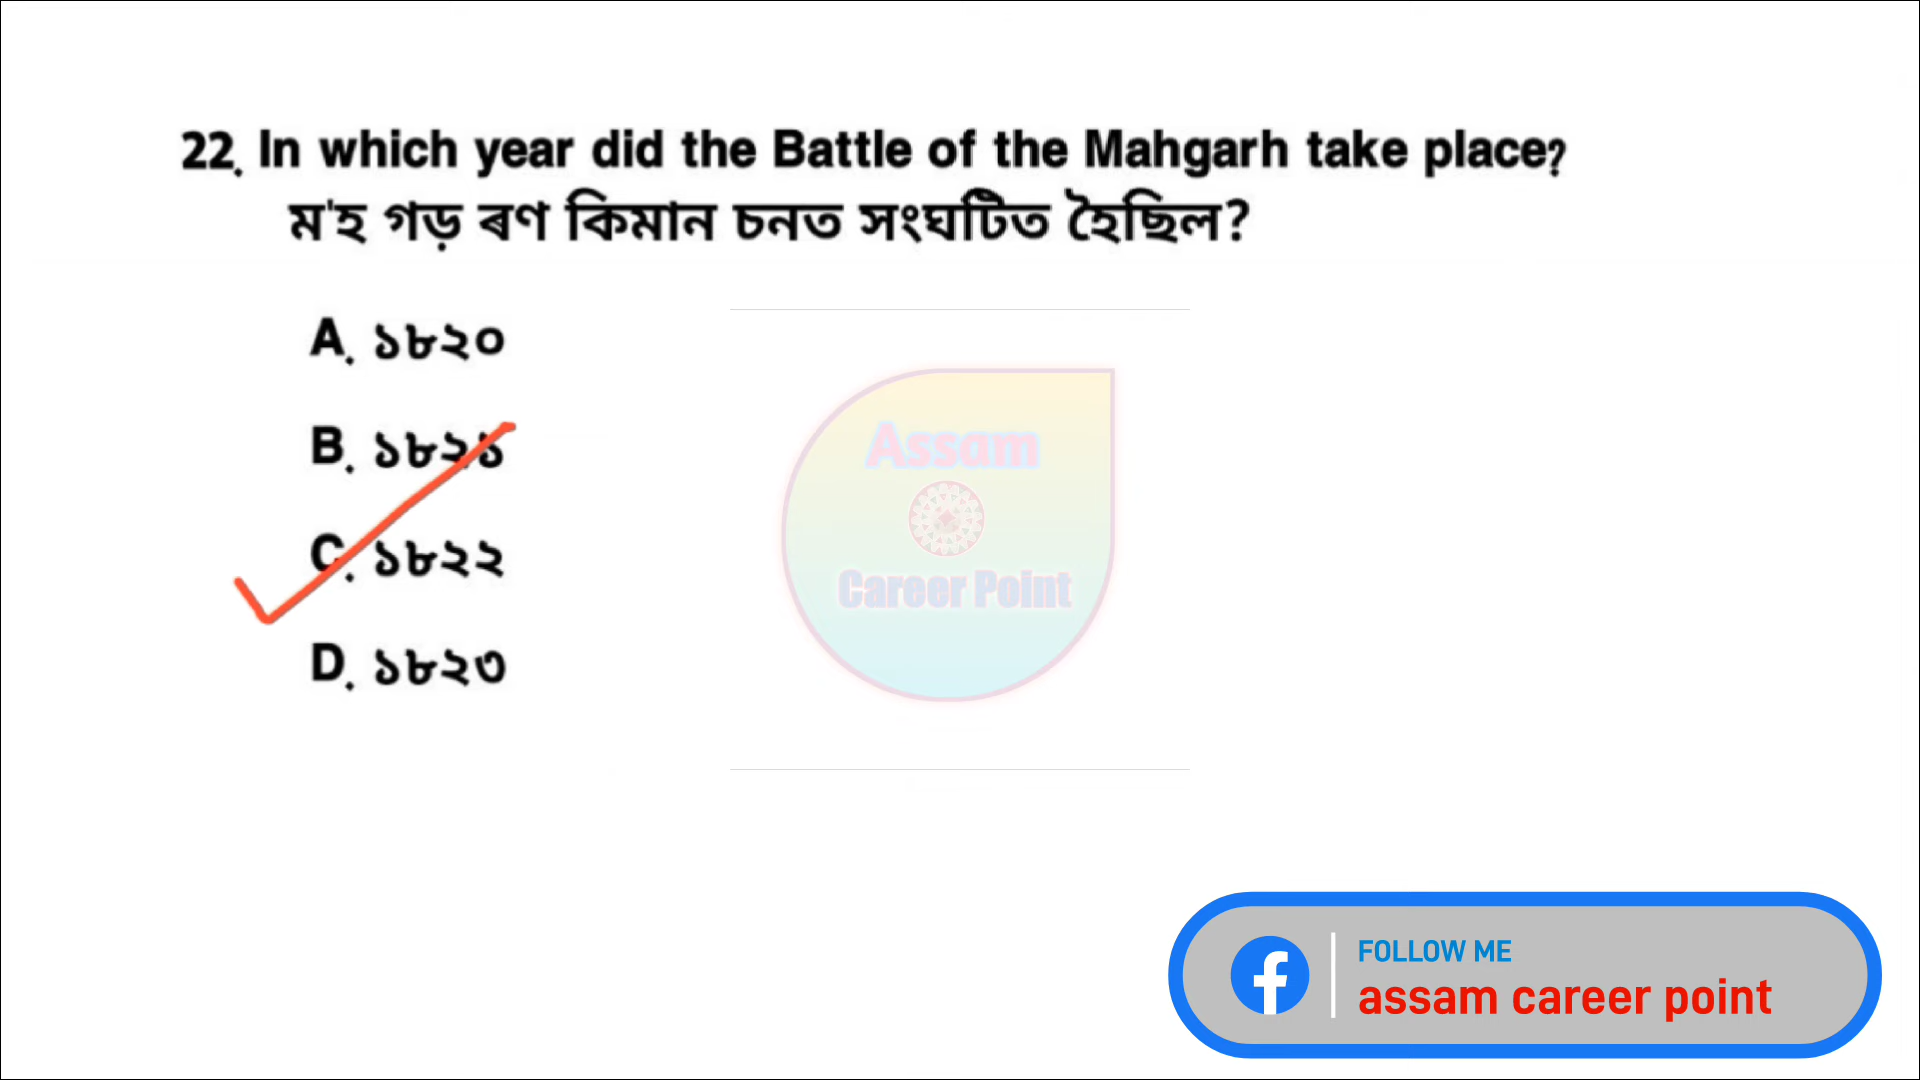 22. In which year did the Battle of the Mahgarh take place?
ম'হ গড় ৰণ কিমান চনত সংঘটিত হৈছিল?
A. ১৮২০
B. ১৮২১
C. ১৮২২
D. ১৮২৩
Assam
Career Point
FOLLOW ME
assam career point